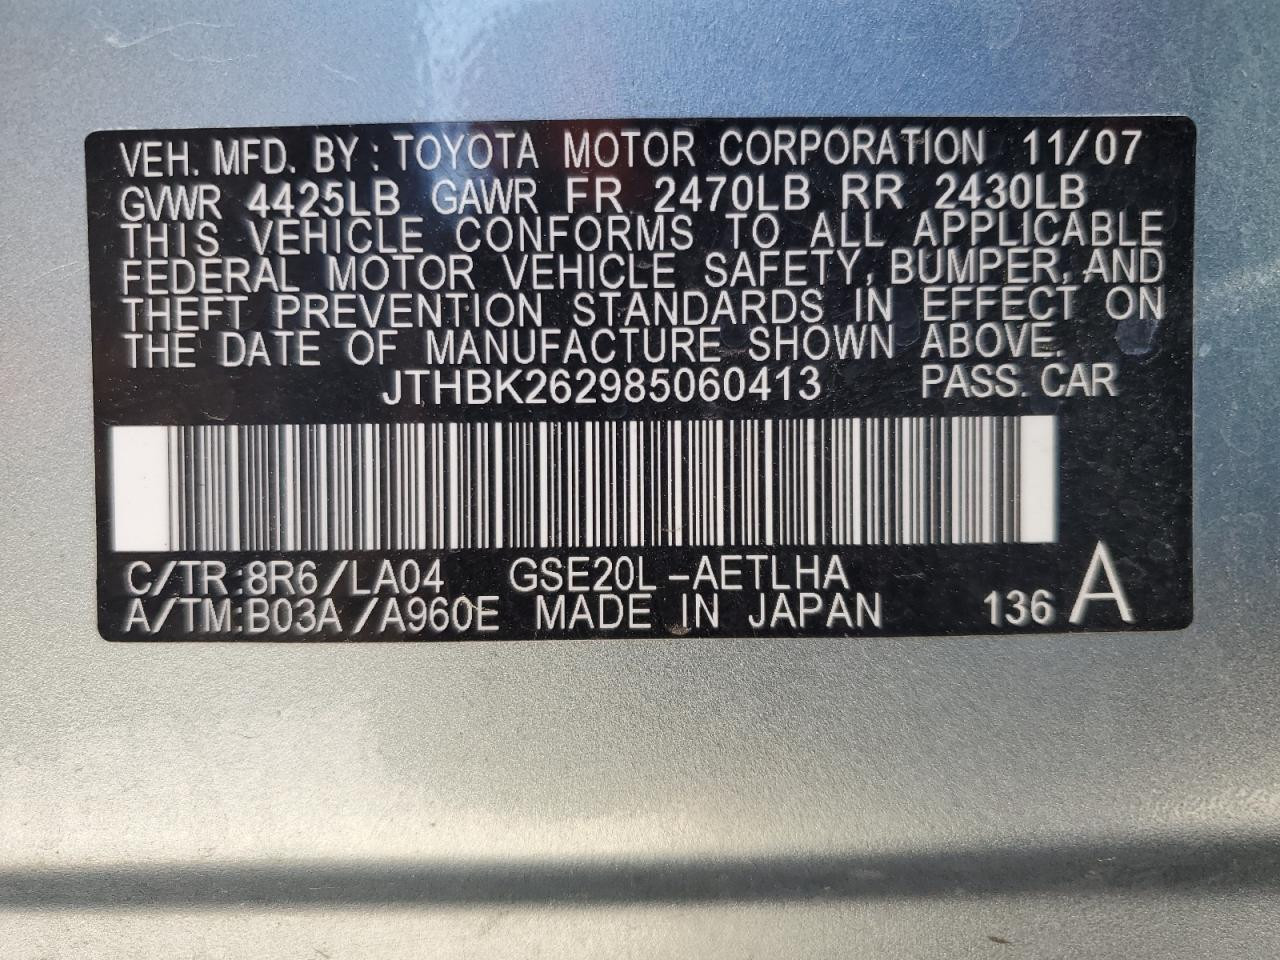 VEH. MFD. BY : TOYOTA MOTOR CORPORATION 11/07
GVWR 4425LB GAWR FR 2470LB RR 2430LB
THIS VEHICLE CONFORMS TO ALL APPLICABLE
FEDERAL MOTOR VEHICLE SAFETY, BUMPER, AND
THEFT PREVENTION STANDARDS IN EFFECT ON
THE DATE OF MANUFACTURE SHOWN ABOVE.
JTHBK262985060413 PASS. CAR
C/TR:8R6/LA04 GSE20L-AETLHA
A/TM:B03A /A960E MADE IN JAPAN 136 A